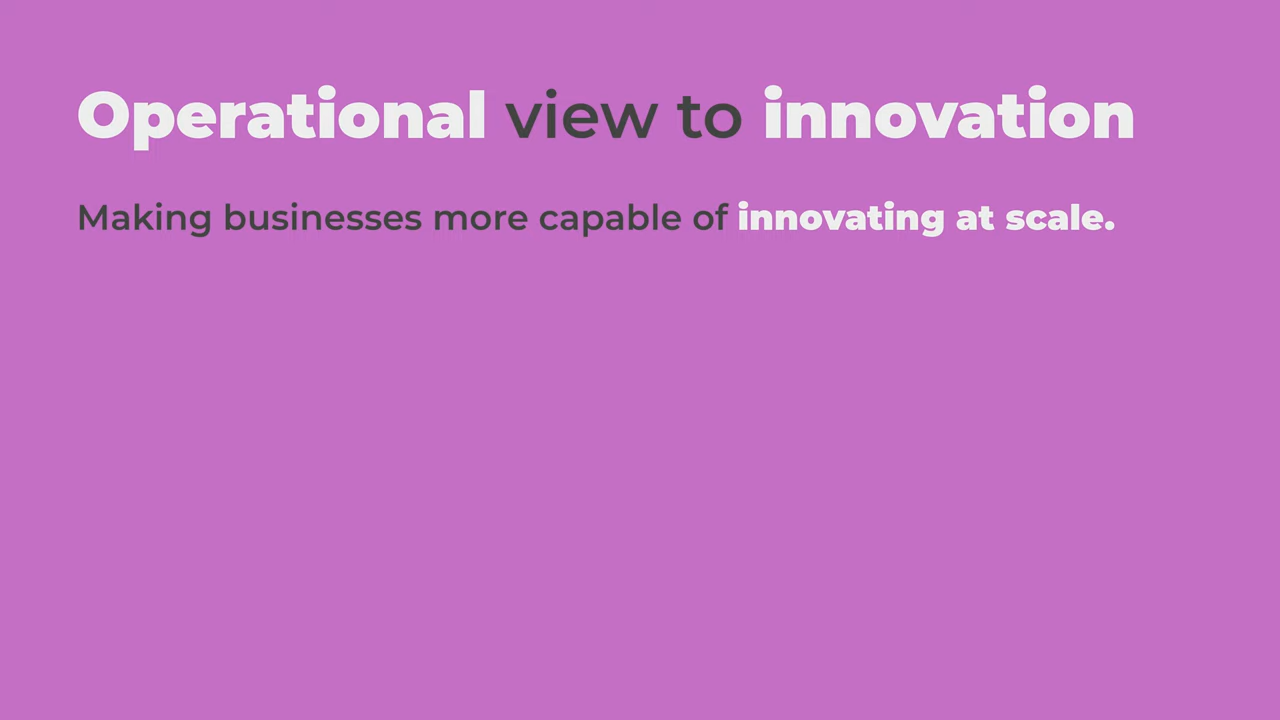 Operational view to innovation
Making businesses more capable of innovating at scale.